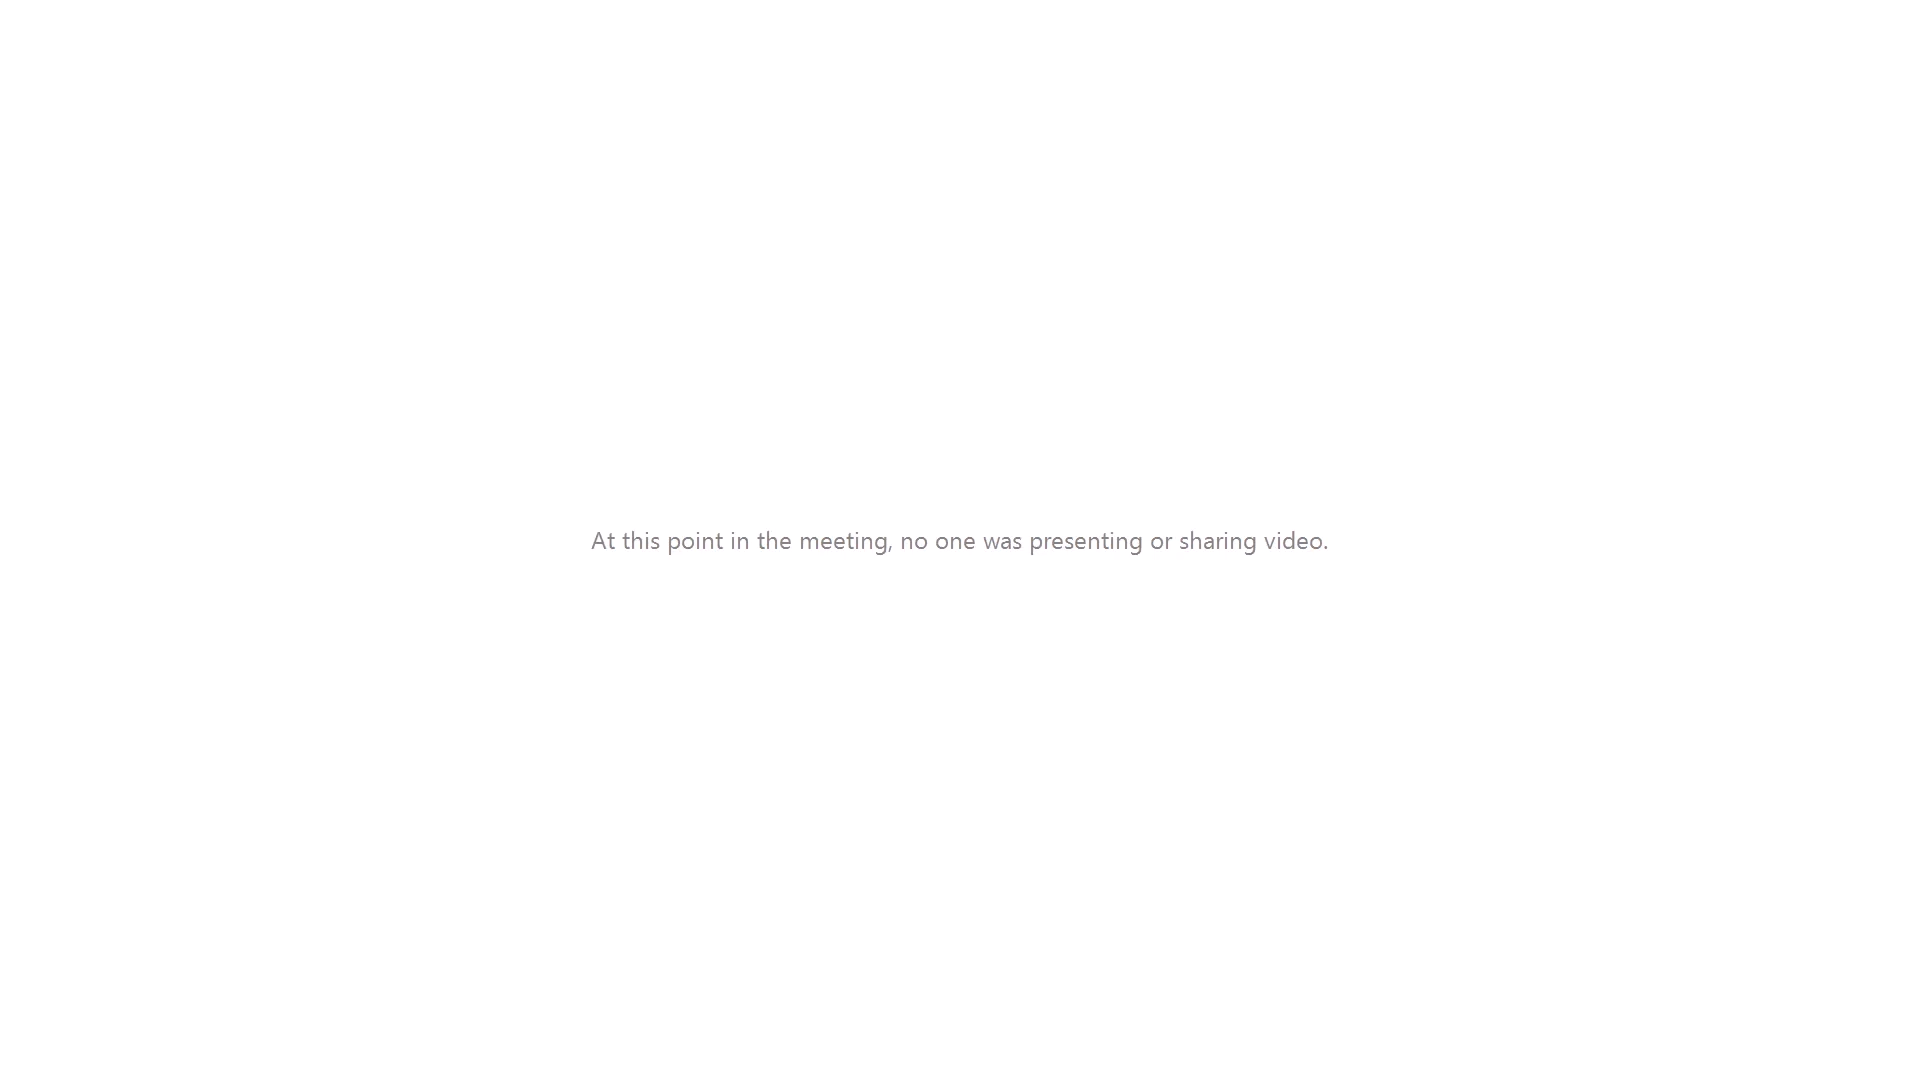 At this point in the meeting, no one was presenting or sharing video.